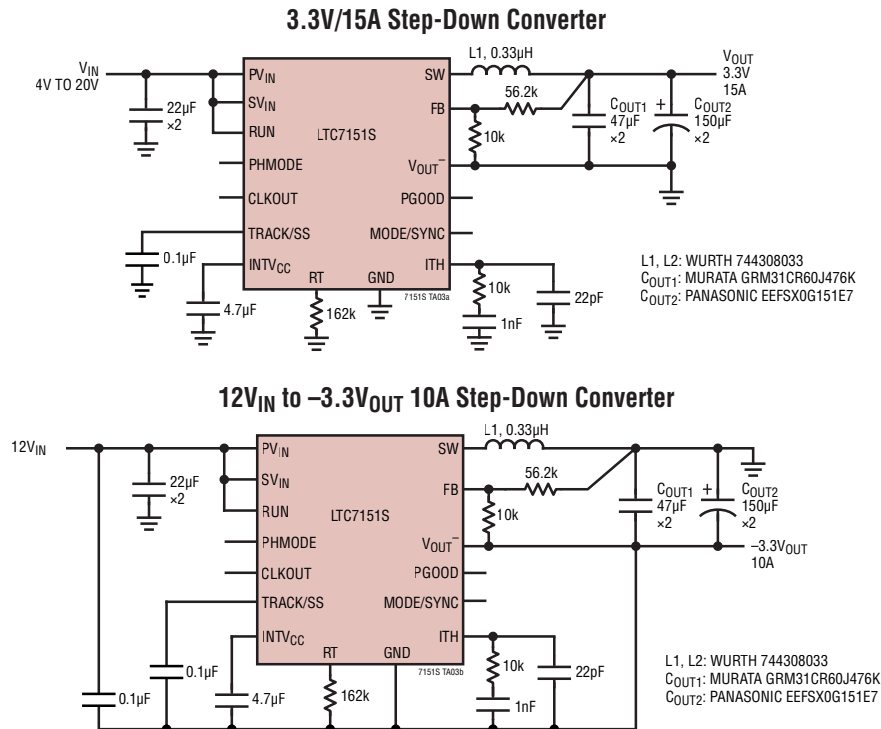 3.3V/15A Step-Down Converter
VIN
4V TO 20V
22µF
×2
PVIN
SVIN
RUN
PHMODE
CLKOUT
TRACK/SS
INTVCC
RT
GND
LTC7151S
SW
FB
VOUT–
PGOOD
MODE/SYNC
ITH
L1, 0.33µH
56.2k
10k
COUT1
47µF
×2
+
COUT2
150µF
VOUT
3.3V
15A
0.1µF
4.7µF
162k
7151S TA03a
10k
1nF
22pF
L1, L2: WURTH 744308033
COUT1: MURATA GRM31CR60J476K
COUT2: PANASONIC EEFSX0G151E7
12VIN to –3.3VOUT 10A Step-Down Converter
12VIN
22µF
×2
PVIN
SVIN
RUN
PHMODE
CLKOUT
TRACK/SS
INTVCC
RT
GND
LTC7151S
SW
FB
VOUT–
PGOOD
MODE/SYNC
ITH
L1, 0.33µH
56.2k
10k
COUT1
47µF
×2
+
COUT2
150µF
×2
–3.3VOUT
10A
0.1µF
0.1µF
4.7µF
162k
7151S TA03b
10k
1nF
22pF
L1, L2: WURTH 744308033
COUT1: MURATA GRM31CR60J476K
COUT2: PANASONIC EEFSX0G151E7